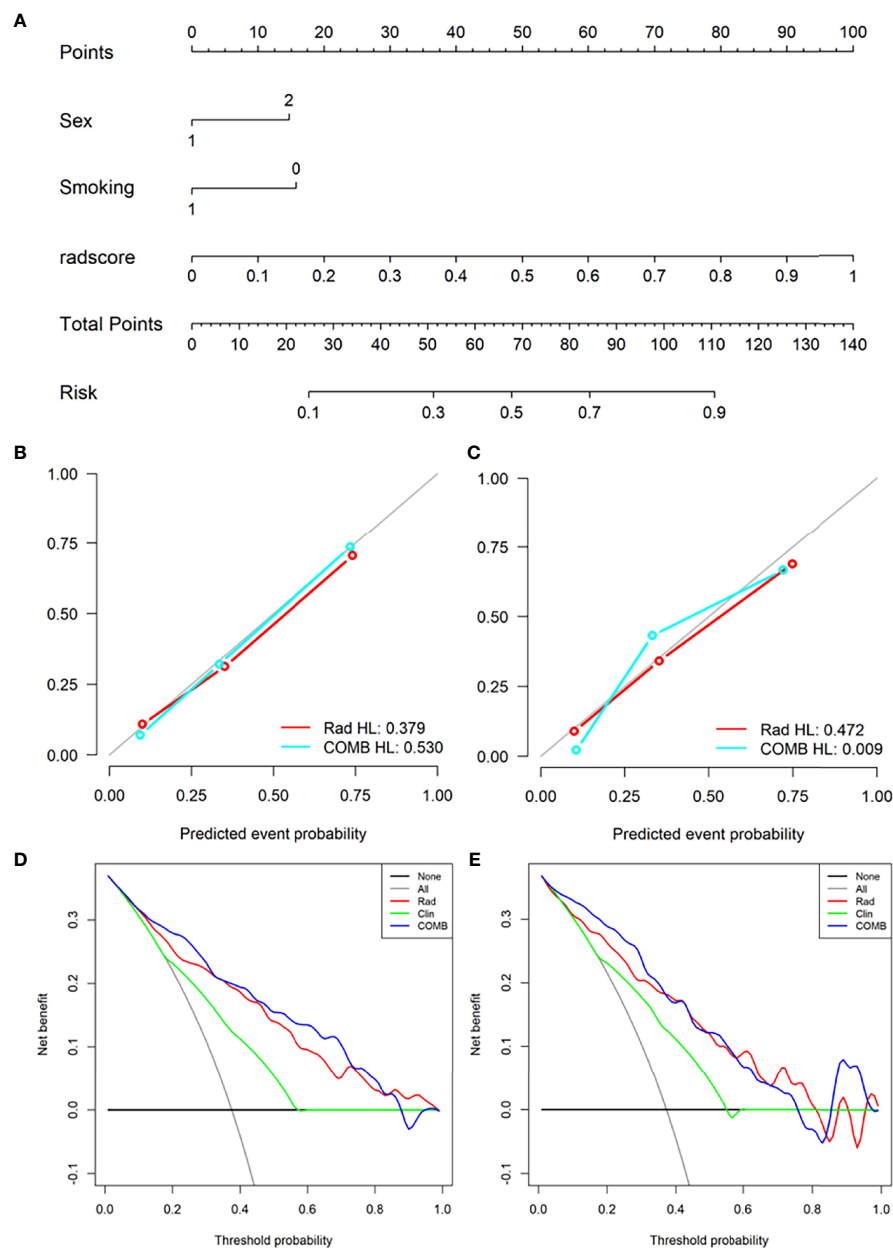 A
Points
0 10 20 30 40 50 60 70 80 90 100
Sex
2
1
Smoking
0
1
radscore
0 0.1 0.2 0.3 0.4 0.5 0.6 0.7 0.8 0.9 1
Total Points
0 10 20 30 40 50 60 70 80 90 100 110 120 130 140
Risk
0.1 0.3 0.5 0.7 0.9
B
1.00
0.75
0.50
0.25
0.00
Rad HL: 0.379
COMB HL: 0.530
0.00 0.25 0.50 0.75 1.00
Predicted event probability
C
1.00
0.75
0.50
0.25
0.00
Rad HL: 0.472
COMB HL: 0.009
0.00 0.25 0.50 0.75 1.00
Predicted event probability
D
None
All
Rad
Clin
COMB
Net benefit
0.3
0.2
0.1
0.0
-0.1
0.0 0.2 0.4 0.6 0.8 1.0
Threshold probability
E
None
All
Rad
Clin
COMB
Net benefit
0.3
0.2
0.1
0.0
-0.1
0.0 0.2 0.4 0.6 0.8 1.0
Threshold probability